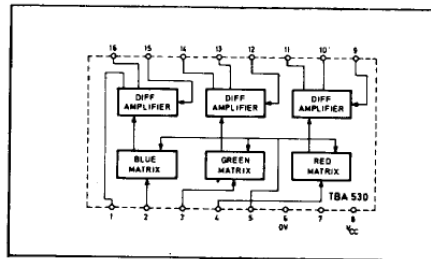 16 15 14 13 12 11 10 9
DIFF AMPLIFIER
DIFF AMPLIFIER
DIFF AMPLIFIER
BLUE MATRIX
GREEN MATRIX
RED MATRIX
TBA 530
1 2 3 4 5 6 7 8
0V VCC